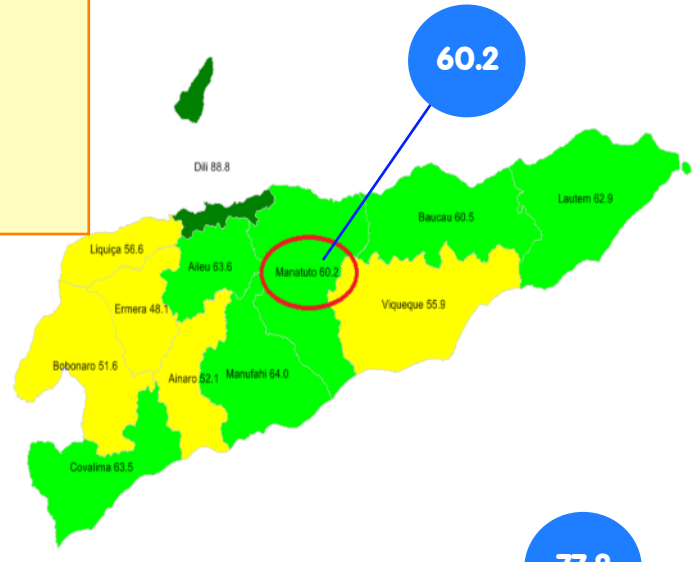 60.2
Dili 88.8
Lautem 62.9
Baucau 60.5
Liquiça 56.6
Aileu 63.6
Manatuto 60.2
Ermera 48.1
Viqueque 55.9
Bobonaro 51.6
Ainaro 52.1
Manufahi 64.0
Covalima 63.5